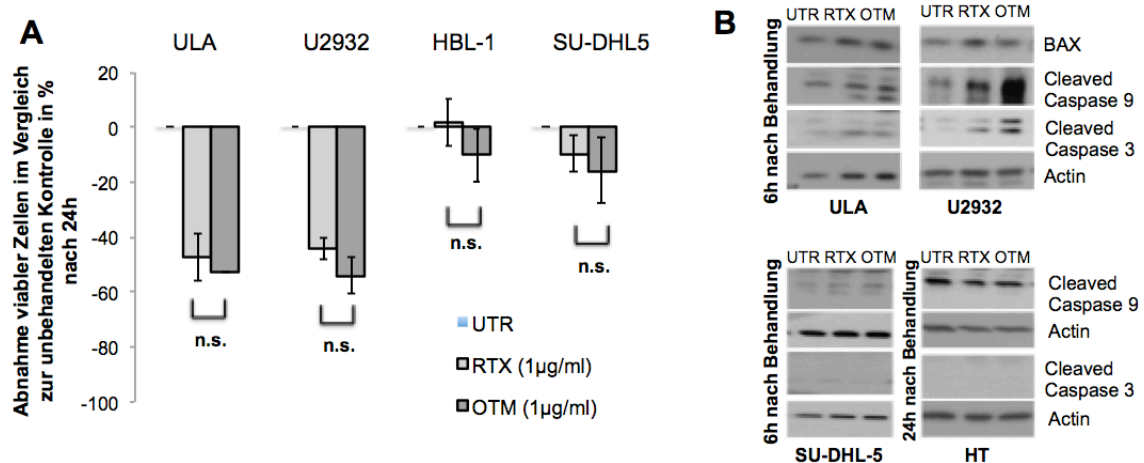 A
ULA U2932 HBL-1 SU-DHL5
Abnahme viabler Zellen im Vergleich
zur unbehandelten Kontrolle in %
nach 24h
20
0
-20
-40
-60
-80
-100
n.s.
n.s.
n.s.
n.s.
UTR
RTX (1µg/ml)
OTM (1µg/ml)
B
UTR RTX OTM
UTR RTX OTM
6h nach Behandlung
BAX
Cleaved
Caspase 9
Cleaved
Caspase 3
Actin
ULA
U2932
UTR RTX OTM
UTR RTX OTM
6h nach Behandlung
24h nach Behandlung
Cleaved
Caspase 9
Actin
Cleaved
Caspase 3
Actin
SU-DHL-5
HT